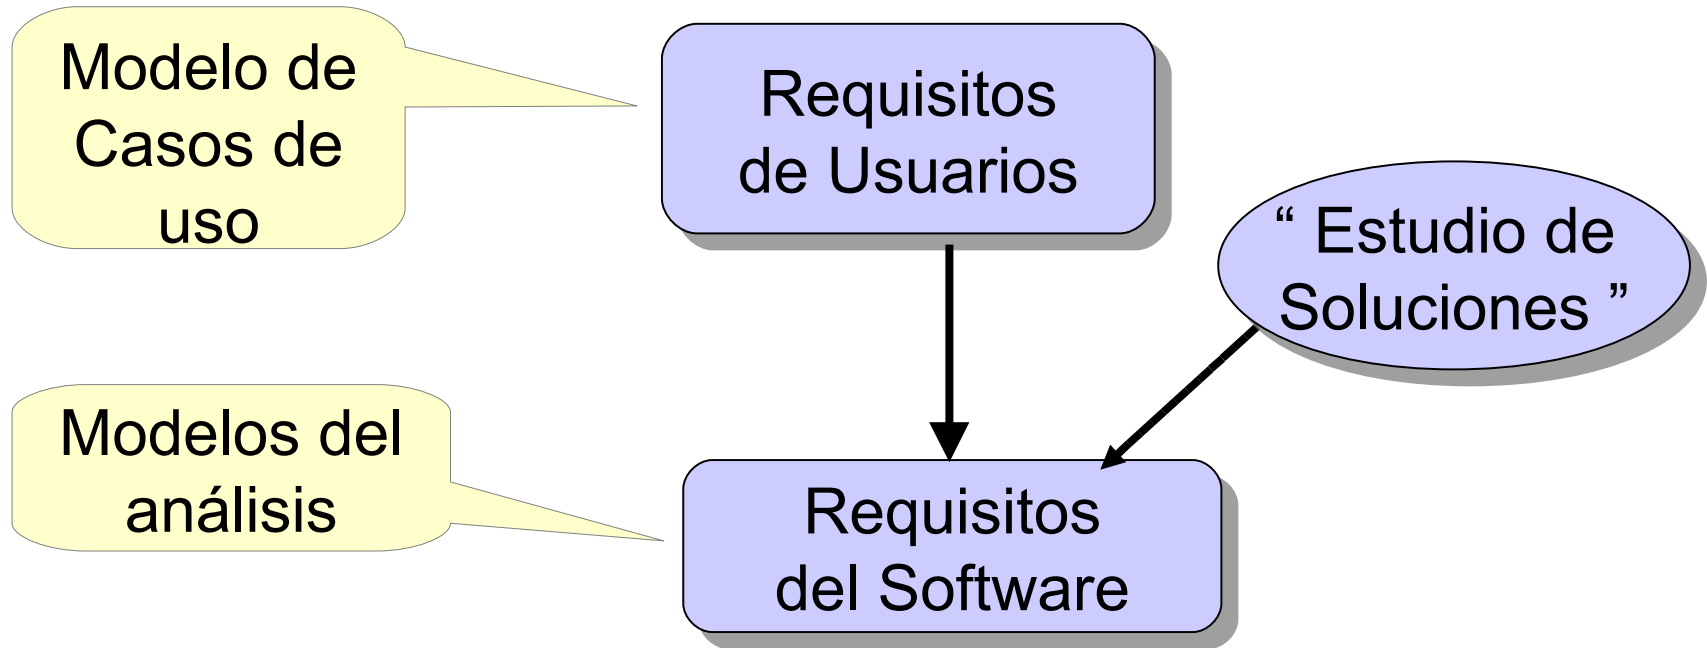 Modelo de
Casos de
uso
Requisitos
de Usuarios
“ Estudio de
Soluciones ”
Modelos del
análisis
Requisitos
del Software